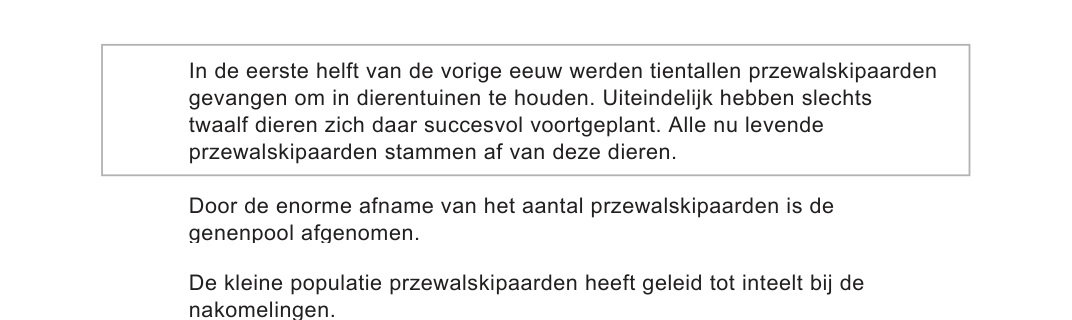 In de eerste helft van de vorige eeuw werden tientallen przewalskipaarden
gevangen om in dierentuinen te houden. Uiteindelijk hebben slechts
twaalf dieren zich daar succesvol voortgeplant. Alle nu levende
przewalskipaarden stammen af van deze dieren.
Door de enorme afname van het aantal przewalskipaarden is de
genenpool afgenomen.
De kleine populatie przewalskipaarden heeft geleid tot inteelt bij de
nakomelingen.